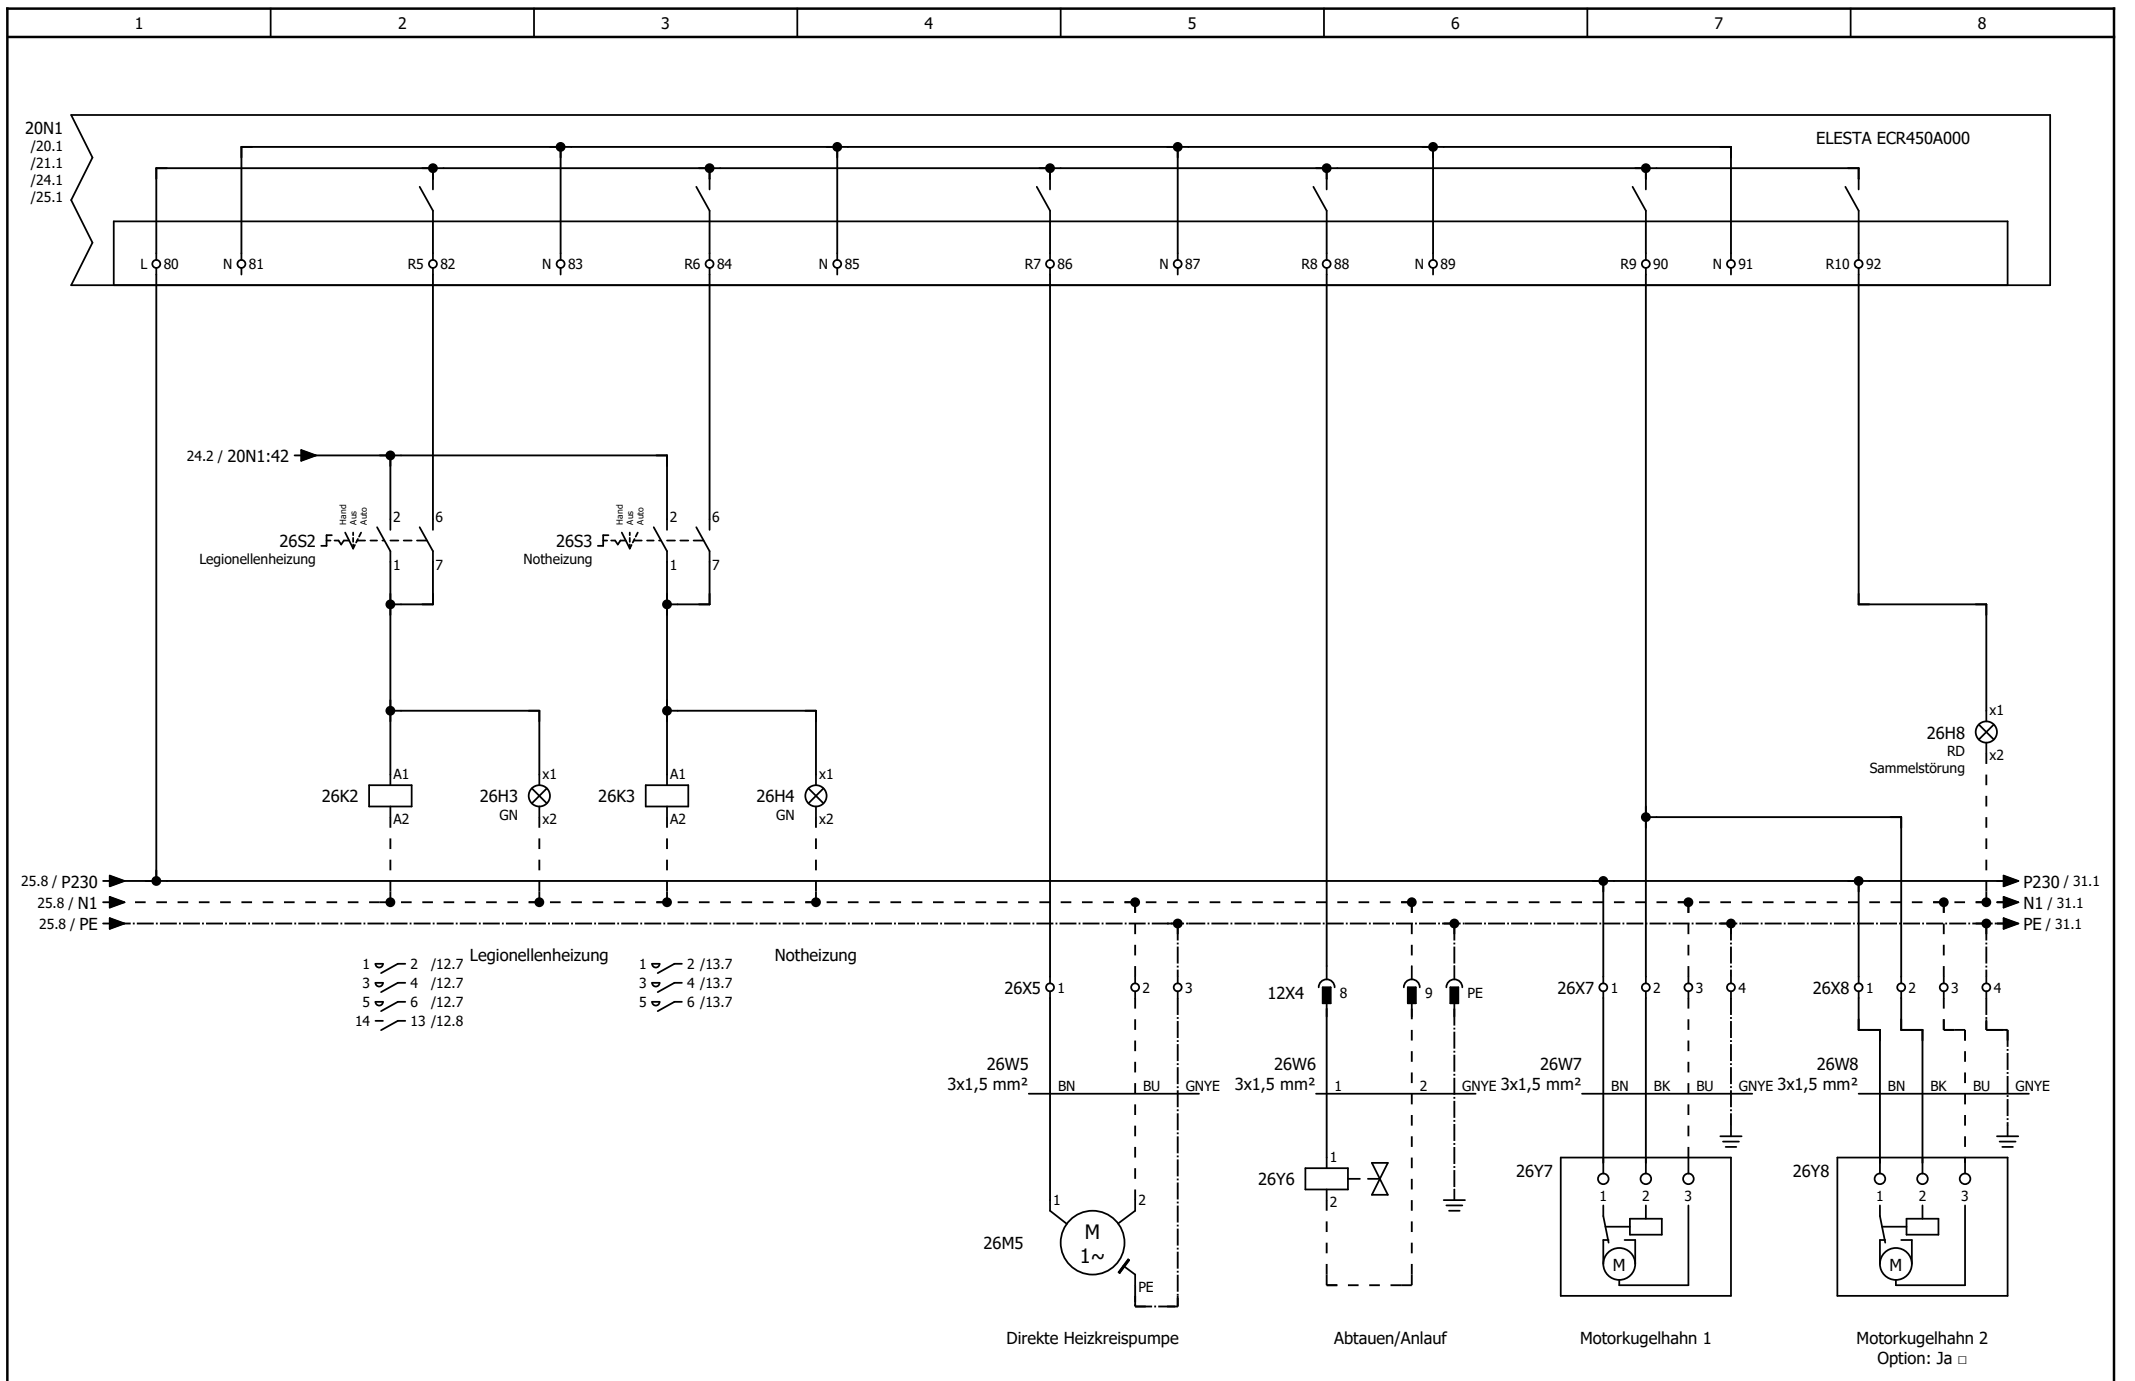 1 2 3 4 5 6 7 8
20N1
/20.1
/21.1
/24.1
/25.1
ELESTA ECR450A000
L 80 N 81 R5 82 N 83 R6 84 N 85 R7 86 N 87 R8 88 N 89 R9 90 N 91 R10 92
24.2 / 20N1:42
Hand
Aus
Auto
2 6
26S2
Legionellenheizung
1 7
Hand
Aus
Auto
2 6
26S3
Notheizung
1 7
x1
26H8
RD
x2
Sammelstörung
A1 x1 A1 x1
26K2 26H3 26K3 26H4
GN GN
A2 x2 A2 x2
25.8 / P230 P230 / 31.1
25.8 / N1 N1 / 31.1
25.8 / PE PE / 31.1
Legionellenheizung Notheizung
1 2 /12.7
3 4 /12.7
5 6 /12.7
14 13 /12.8
1 2 /13.7
3 4 /13.7
5 6 /13.7
26X5 1 2 3 12X4 8 9 PE 26X7 1 2 3 4 26X8 1 2 3 4
26W5 26W6 26W7 26W8
3x1,5 mm² BN BU GNYE 3x1,5 mm² 1 2 GNYE 3x1,5 mm² BN BK BU GNYE 3x1,5 mm² BN BK BU GNYE
1 2
M
1~
26M5
PE
1
26Y6
2
26Y7
1 2 3
M
26Y8
1 2 3
M
Direkte Heizkreispumpe Abtauen/Anlauf Motorkugelhahn 1 Motorkugelhahn 2
Option: Ja □